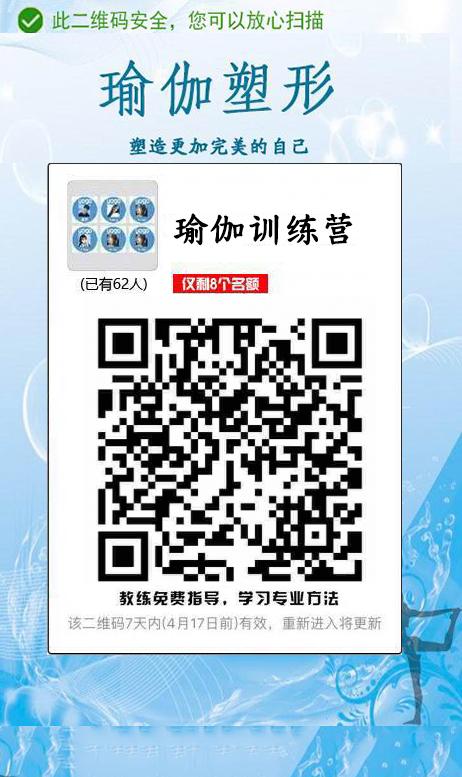 此二维码安全，您可以放心扫描
瑜伽塑形
塑造更加完美的自己
瑜伽训练营
(已有62人)
仅剩8个名额
教练免费指导，学习专业方法
该二维码7天内(4月17日前)有效，重新进入将更新